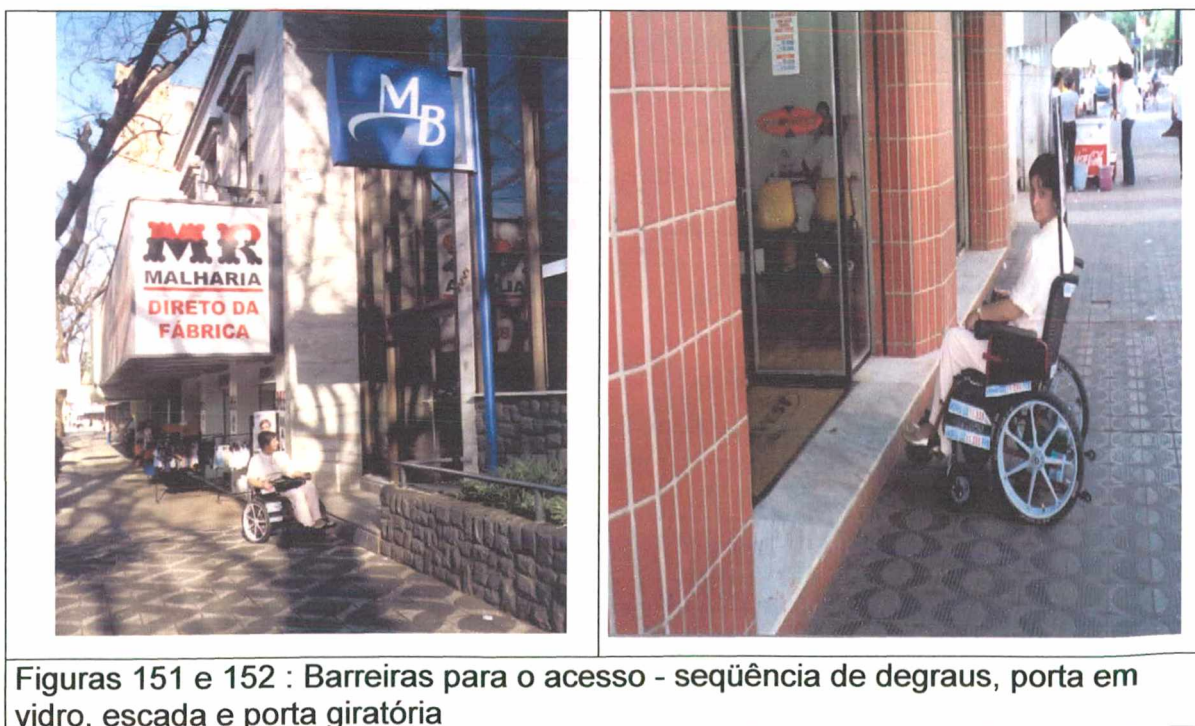 MB
MR
MALHARIA
DIRETO DA
FÁBRICA
Figuras 151 e 152 : Barreiras para o acesso - seqüência de degraus, porta em
vidro, escada e porta giratória